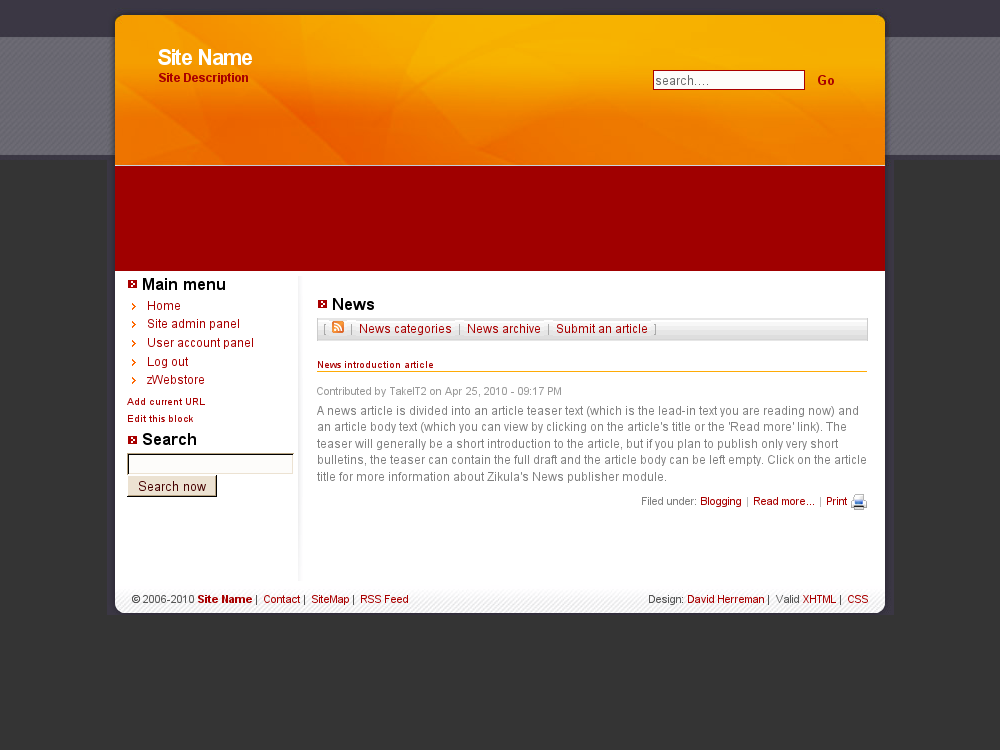 Site Name
Site Description
search....
Go
Main menu
Home
Site admin panel
User account panel
Log out
zWebstore
Add current URL
Edit this block
Search
Search now
News
[ | News categories | News archive | Submit an article ]
News introduction article
Contributed by TakeIT2 on Apr 25, 2010 - 09:17 PM
A news article is divided into an article teaser text (which is the lead-in text you are reading now) and
an article body text (which you can view by clicking on the article's title or the 'Read more' link). The
teaser will generally be a short introduction to the article, but if you plan to publish only very short
bulletins, the teaser can contain the full draft and the article body can be left empty. Click on the article
title for more information about Zikula's News publisher module.
Filed under: Blogging | Read more... | Print
© 2006-2010 Site Name | Contact | SiteMap | RSS Feed
Design: David Herreman | Valid XHTML | CSS